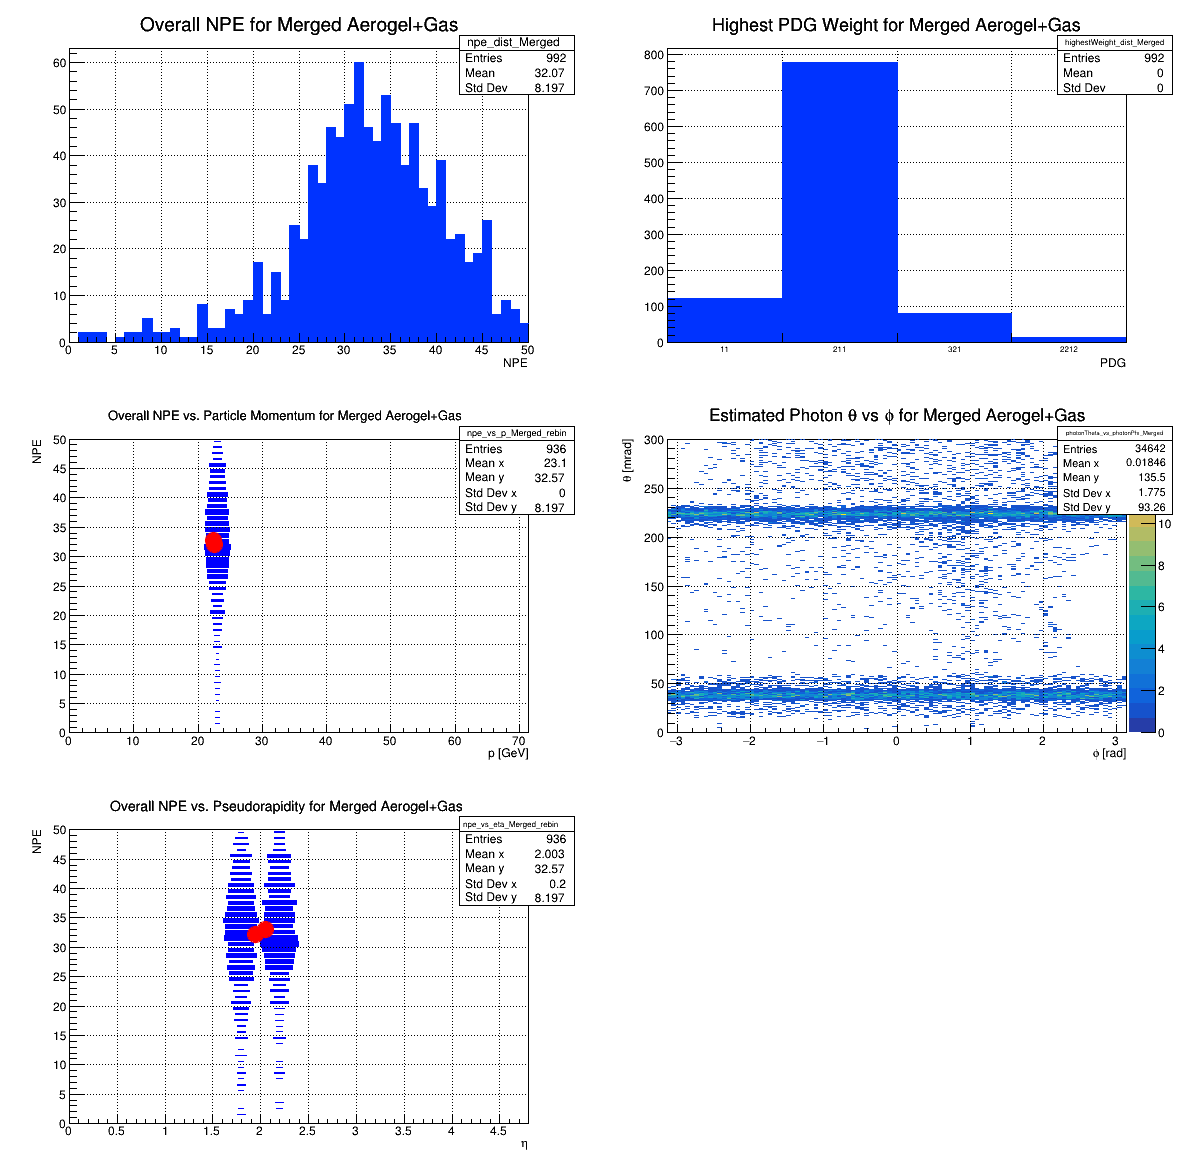 Overall NPE for Merged Aerogel+Gas
npe_dist_Merged
Entries 992
Mean 32.07
Std Dev 8.197
60
50
40
30
20
10
0
0 5 10 15 20 25 30 35 40 45 50
NPE
Highest PDG Weight for Merged Aerogel+Gas
highestWeight_dist_Merged
Entries 992
Mean 0
Std Dev 0
800
700
600
500
400
300
200
100
0
11 211 321 2212
PDG
Overall NPE vs. Particle Momentum for Merged Aerogel+Gas
npe_vs_p_Merged_rebin
Entries 936
Mean x 23.1
Mean y 32.57
Std Dev x 0
Std Dev y 8.197
NPE
50
45
40
35
30
25
20
15
10
5
0
0 10 20 30 40 50 60 70
p [GeV]
Estimated Photon θ vs ϕ for Merged Aerogel+Gas
photonTheta_vs_photonPhi_Merged
Entries 34642
Mean x 0.01846
Mean y 135.5
Std Dev x 1.775
Std Dev y 93.26
θ [mrad]
300
250
200
150
100
50
0
−3 −2 −1 0 1 2 3
ϕ [rad]
10
8
6
4
2
0
Overall NPE vs. Pseudorapidity for Merged Aerogel+Gas
npe_vs_eta_Merged_rebin
Entries 936
Mean x 2.003
Mean y 32.57
Std Dev x 0.2
Std Dev y 8.197
NPE
50
45
40
35
30
25
20
15
10
5
0
0 0.5 1 1.5 2 2.5 3 3.5 4 4.5
η